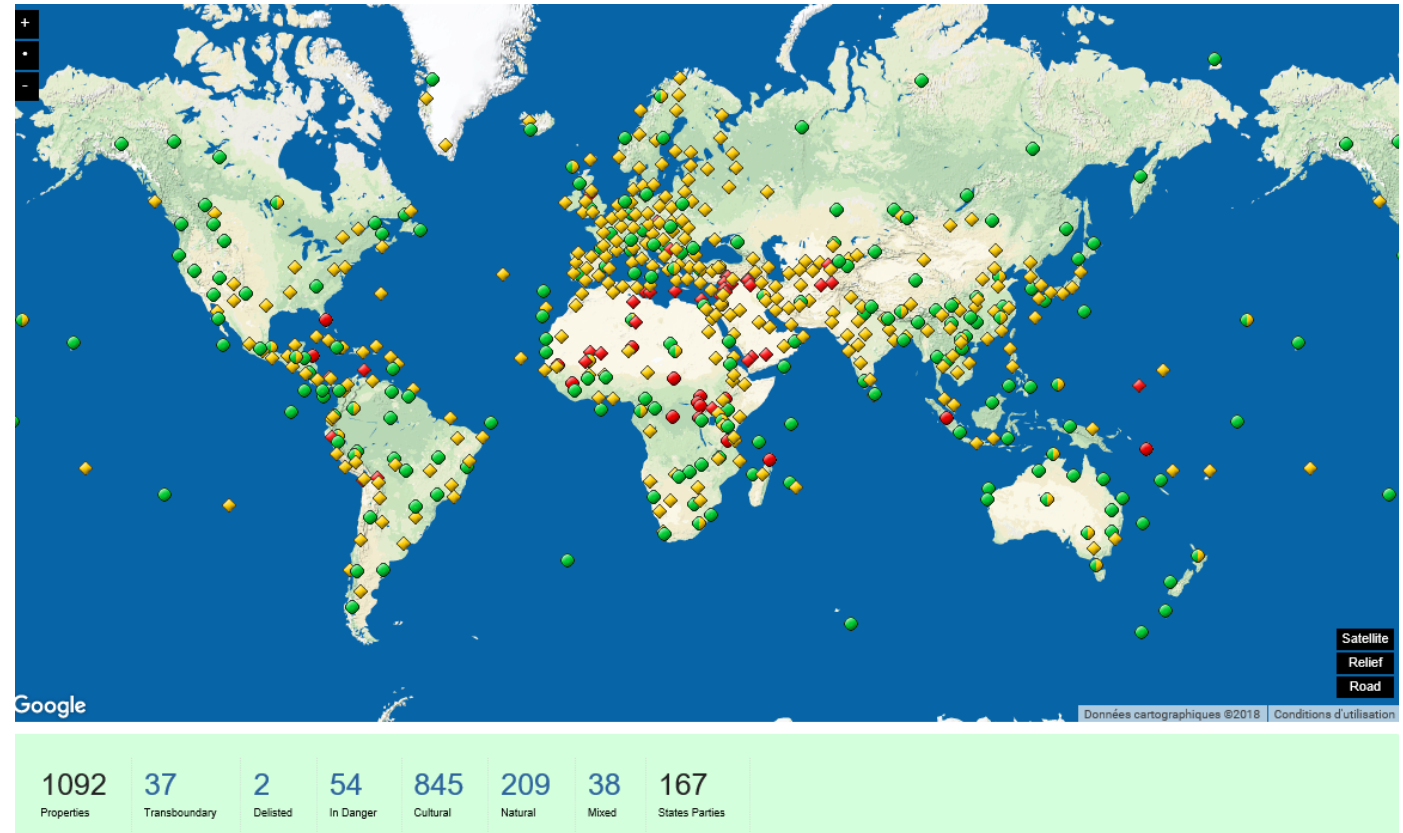 +
-
Satellite
Relief
Road
Google
Données cartographiques ©2018 Conditions d'utilisation
1092 37 2 54 845 209 38 167
Properties Transboundary Delisted In Danger Cultural Natural Mixed States Parties